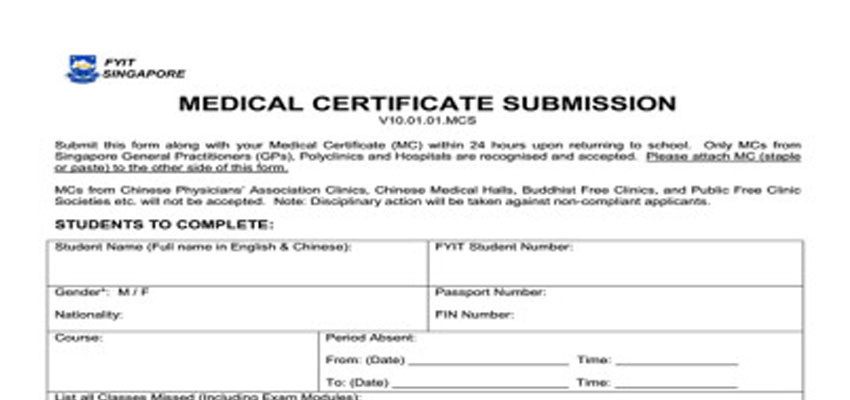 FYIT
SINGAPORE
MEDICAL CERTIFICATE SUBMISSION
V10.01.01.MCS
Submit this form along with your Medical Certificate (MC) within 24 hours upon returning to school. Only MCs from
Singapore General Practitioners (GPs), Polyclinics and Hospitals are recognised and accepted. Please attach MC (staple
or paste) to the other side of this form.
MCs from Chinese Physicians' Association Clinics, Chinese Medical Halls, Buddhist Free Clinics, and Public Free Clinic
Societies etc. will not be accepted. Note: Disciplinary action will be taken against non-compliant applicants.
STUDENTS TO COMPLETE:
Student Name (Full name in English & Chinese):
FYIT Student Number:
Gender*: M / F
Passport Number:
Nationality:
FIN Number:
Course:
Period Absent:
From: (Date) ____________ Time: ____________
To: (Date) ____________ Time: ____________
List all Classes Missed (Including Exam Modules):